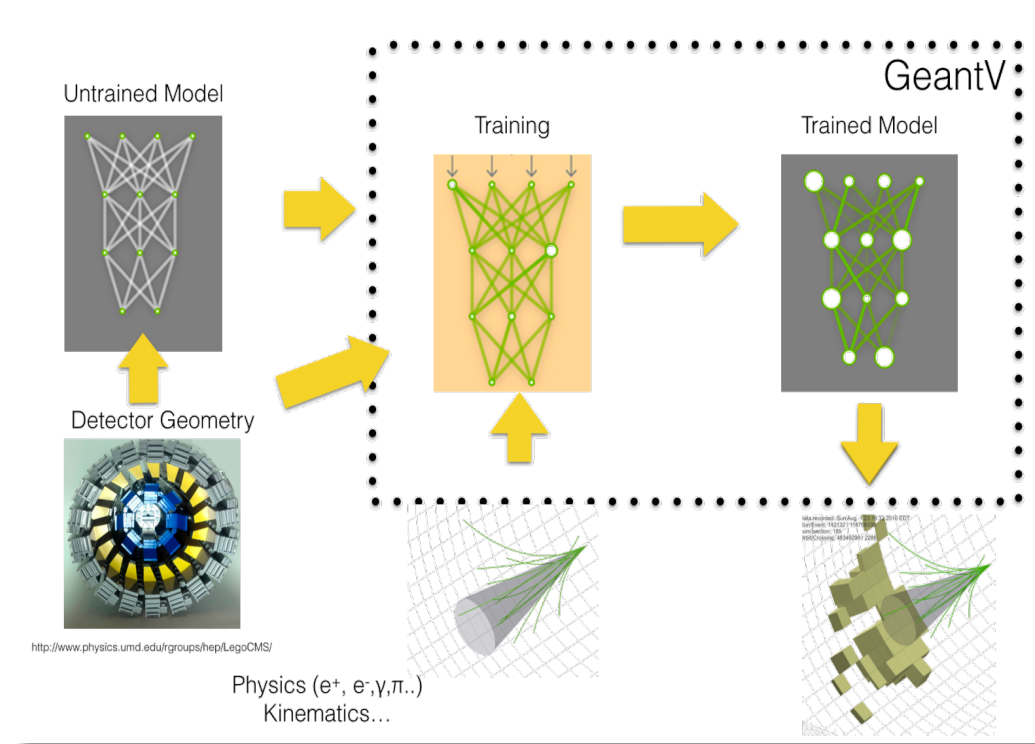 GeantV
Untrained Model
Training
Trained Model
Detector Geometry
http://www.physics.umd.edu/rgroups/hep/LegoCMS/
Physics (e⁺, e⁻,γ,π..)
Kinematics…